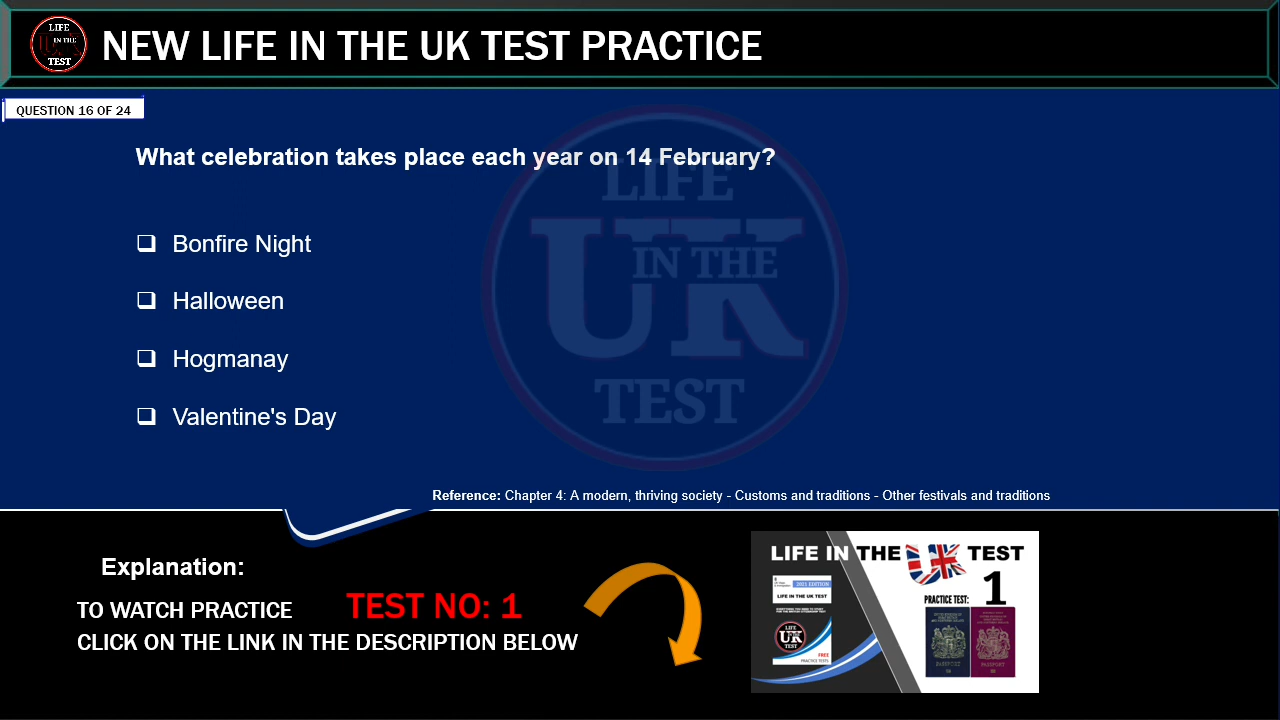 LIFE
IN THE
UK
TEST
NEW LIFE IN THE UK TEST PRACTICE
QUESTION 16 OF 24
What celebration takes place each year on 14 February?
LIFE
IN THE
UK
TEST
Bonfire Night
Halloween
Hogmanay
Valentine's Day
Reference: Chapter 4: A modern, thriving society - Customs and traditions - Other festivals and traditions
Explanation:
TO WATCH PRACTICE TEST NO: 1
CLICK ON THE LINK IN THE DESCRIPTION BELOW
LIFE IN THE UK TEST
1
PRACTICE TEST:
2021 EDITION
LIFE IN THE UK TEST
LIFE
UK
TEST
FREE
PRACTICE TESTS
PASSPORT
PASSPORT